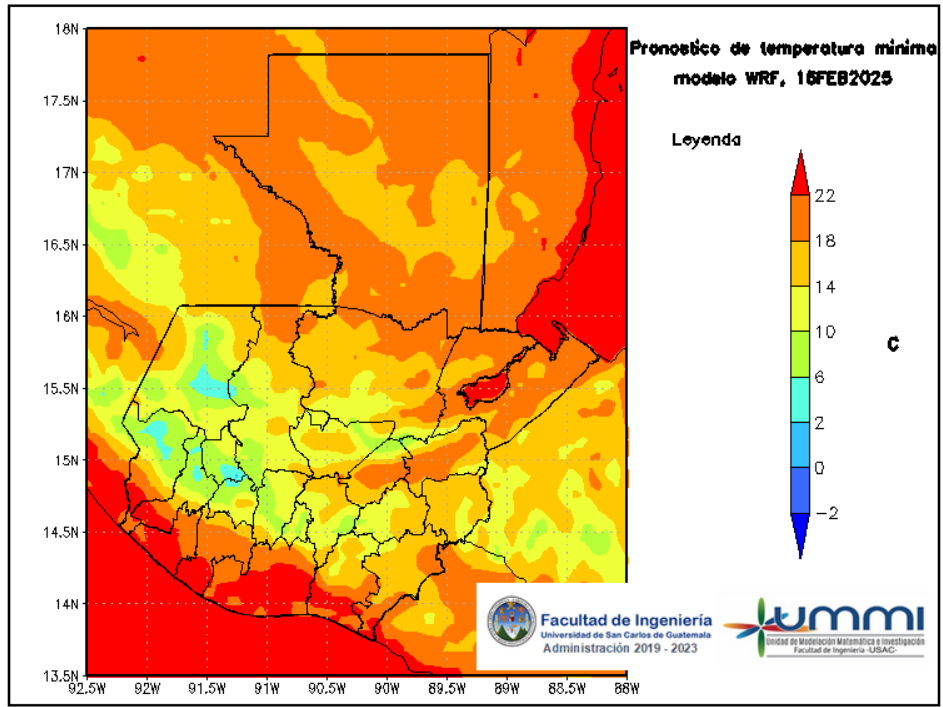 18N
17.5N
17N
16.5N
16N
15.5N
15N
14.5N
14N
13.5N
92.5W 92W 91.5W 91W 90.5W 90W 89.5W 89W 88.5W 88W
Pronostico de temperatura minima
modelo WRF, 16FEB2025
Leyenda
22
18
14
10
6
2
0
-2
C
Facultad de Ingeniería
Universidad de San Carlos de Guatemala
Administración 2019 - 2023
UMMI
Unidad de Modelación Matemática e Investigación
Facultad de Ingeniería -USAC-